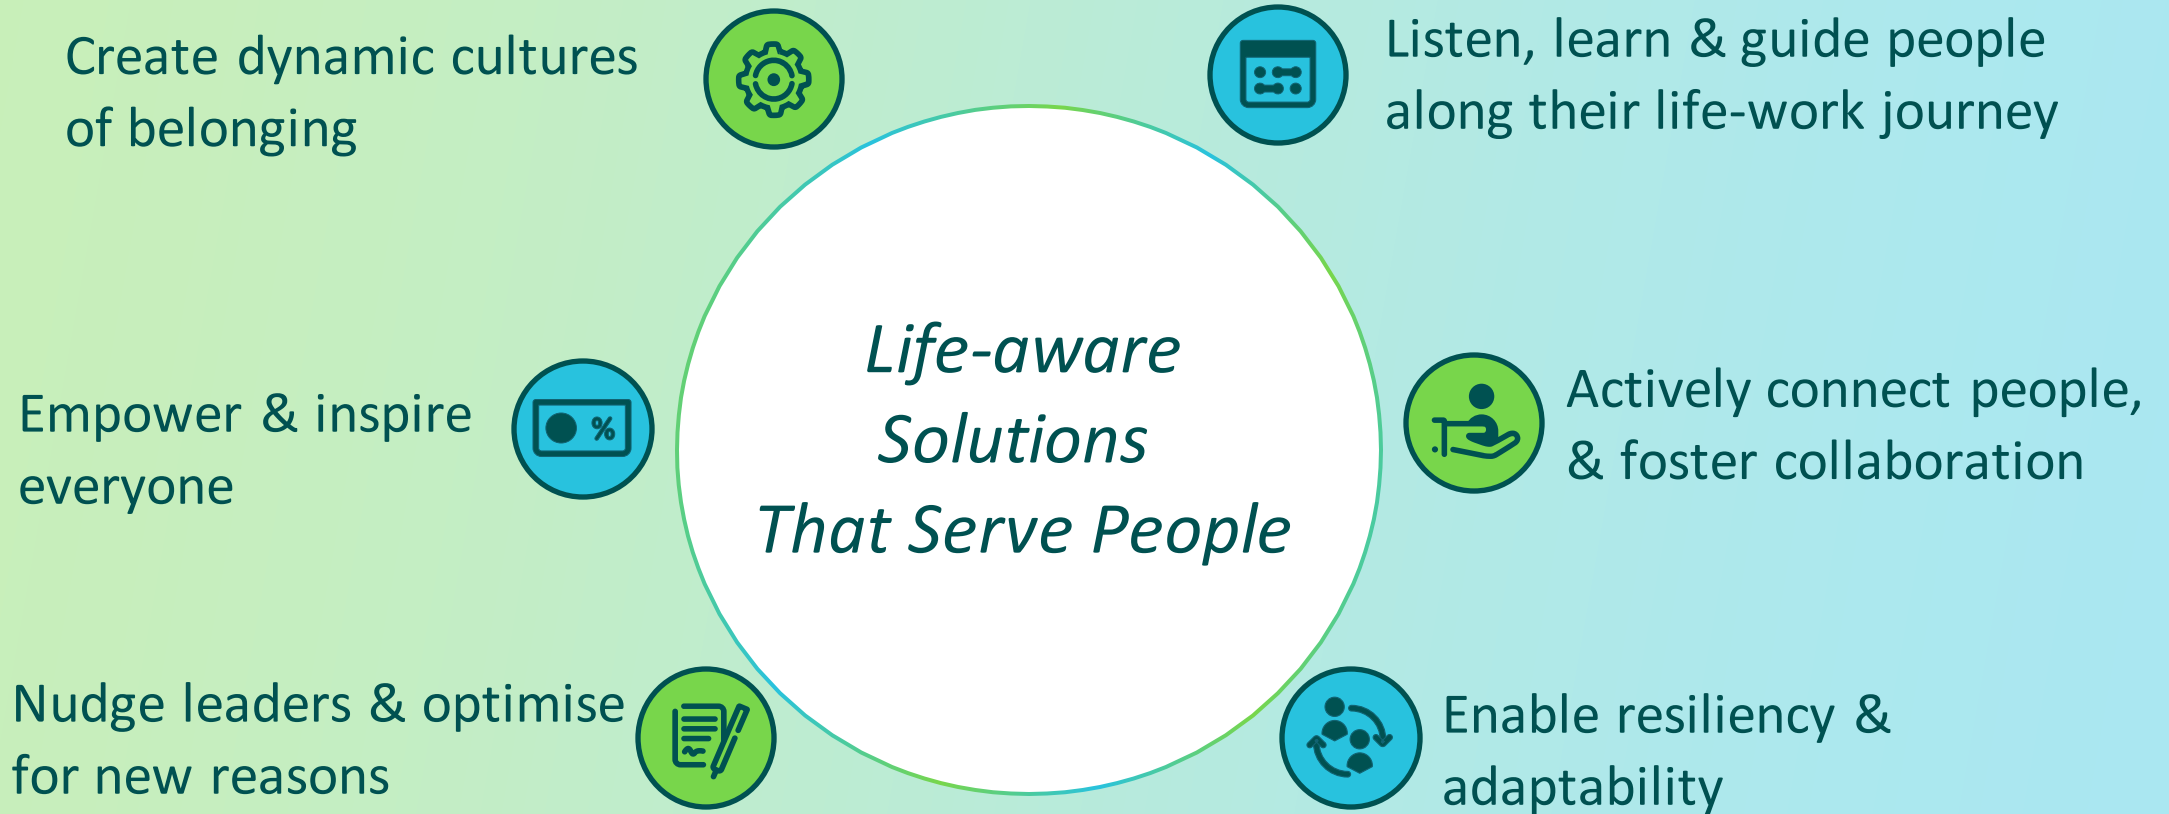 Create dynamic cultures
of belonging
Listen, learn & guide people
along their life-work journey
Life-aware
Solutions
That Serve People
Empower & inspire
everyone
%
Actively connect people,
& foster collaboration
Nudge leaders & optimise
for new reasons
Enable resiliency &
adaptability